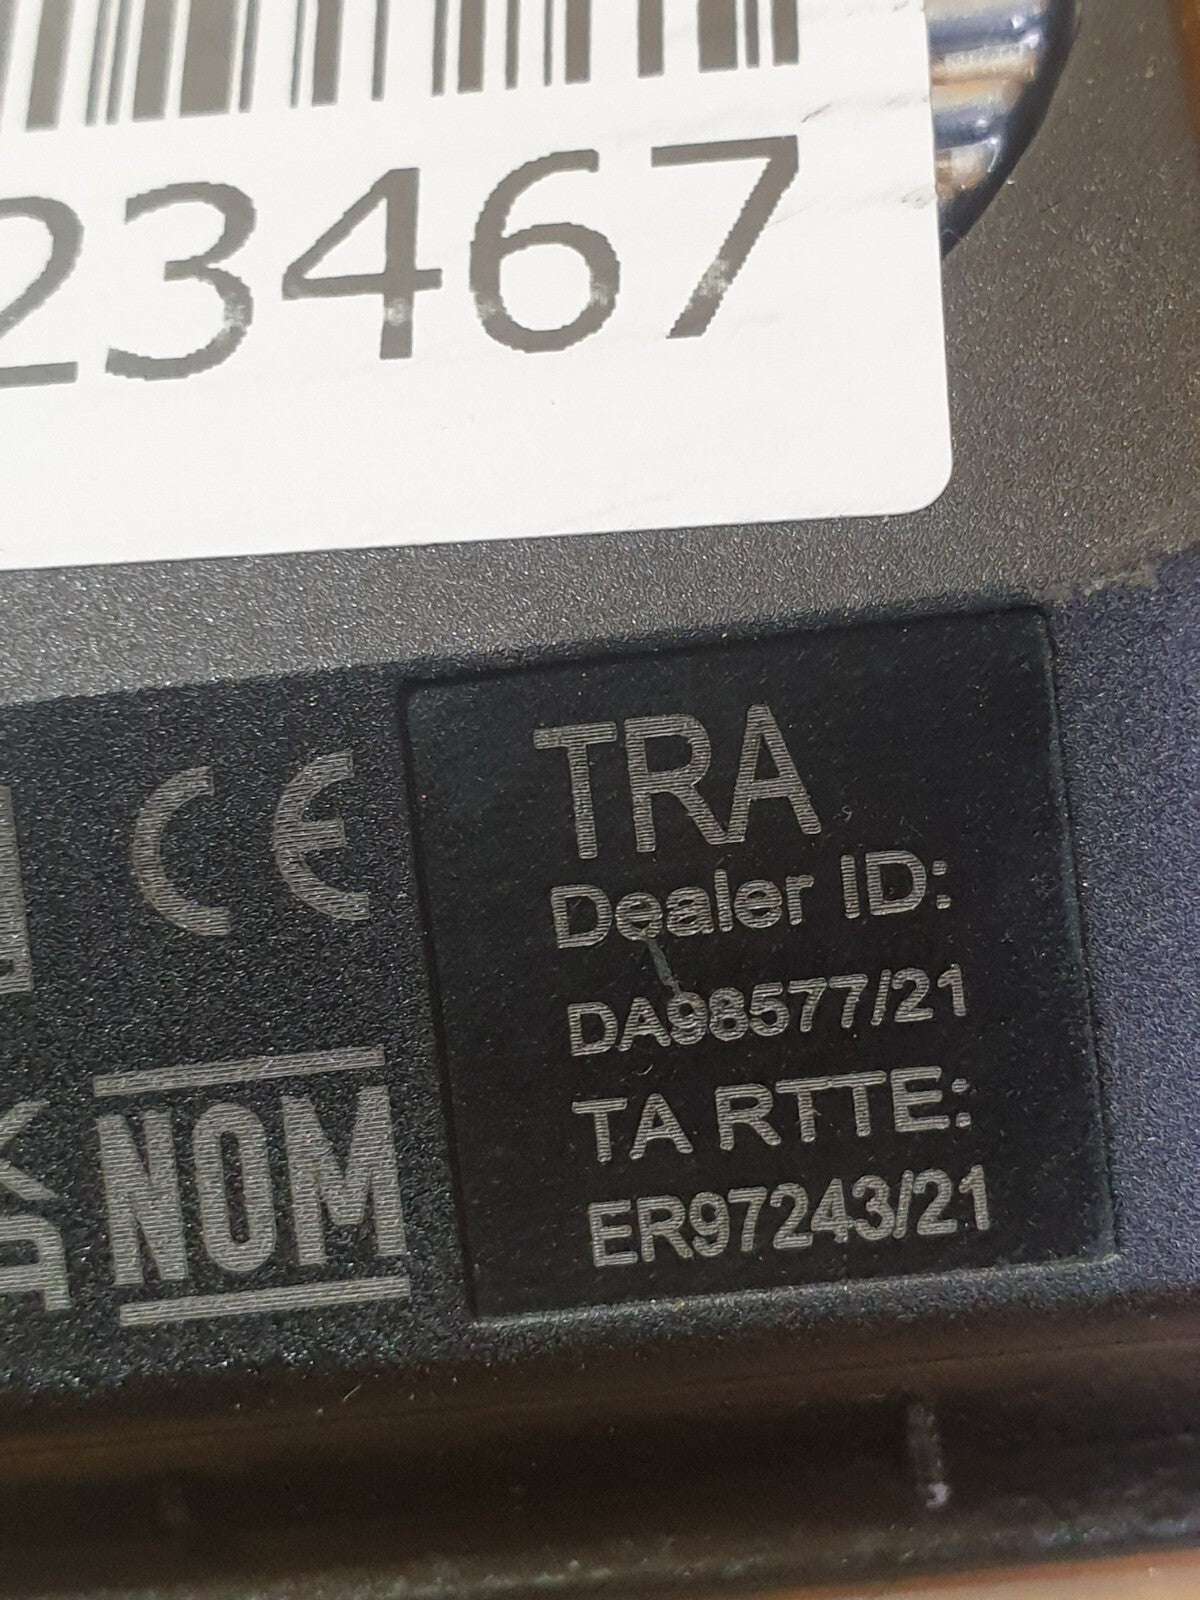 23467
CE
TRA
Dealer ID:
DA98577/21
TA RTTE:
ER97243/21
NOM